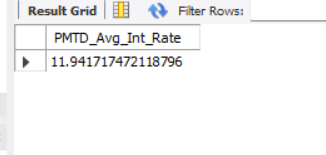 Result Grid Filter Rows:
PMTD_Avg_Int_Rate
11.941717472118796